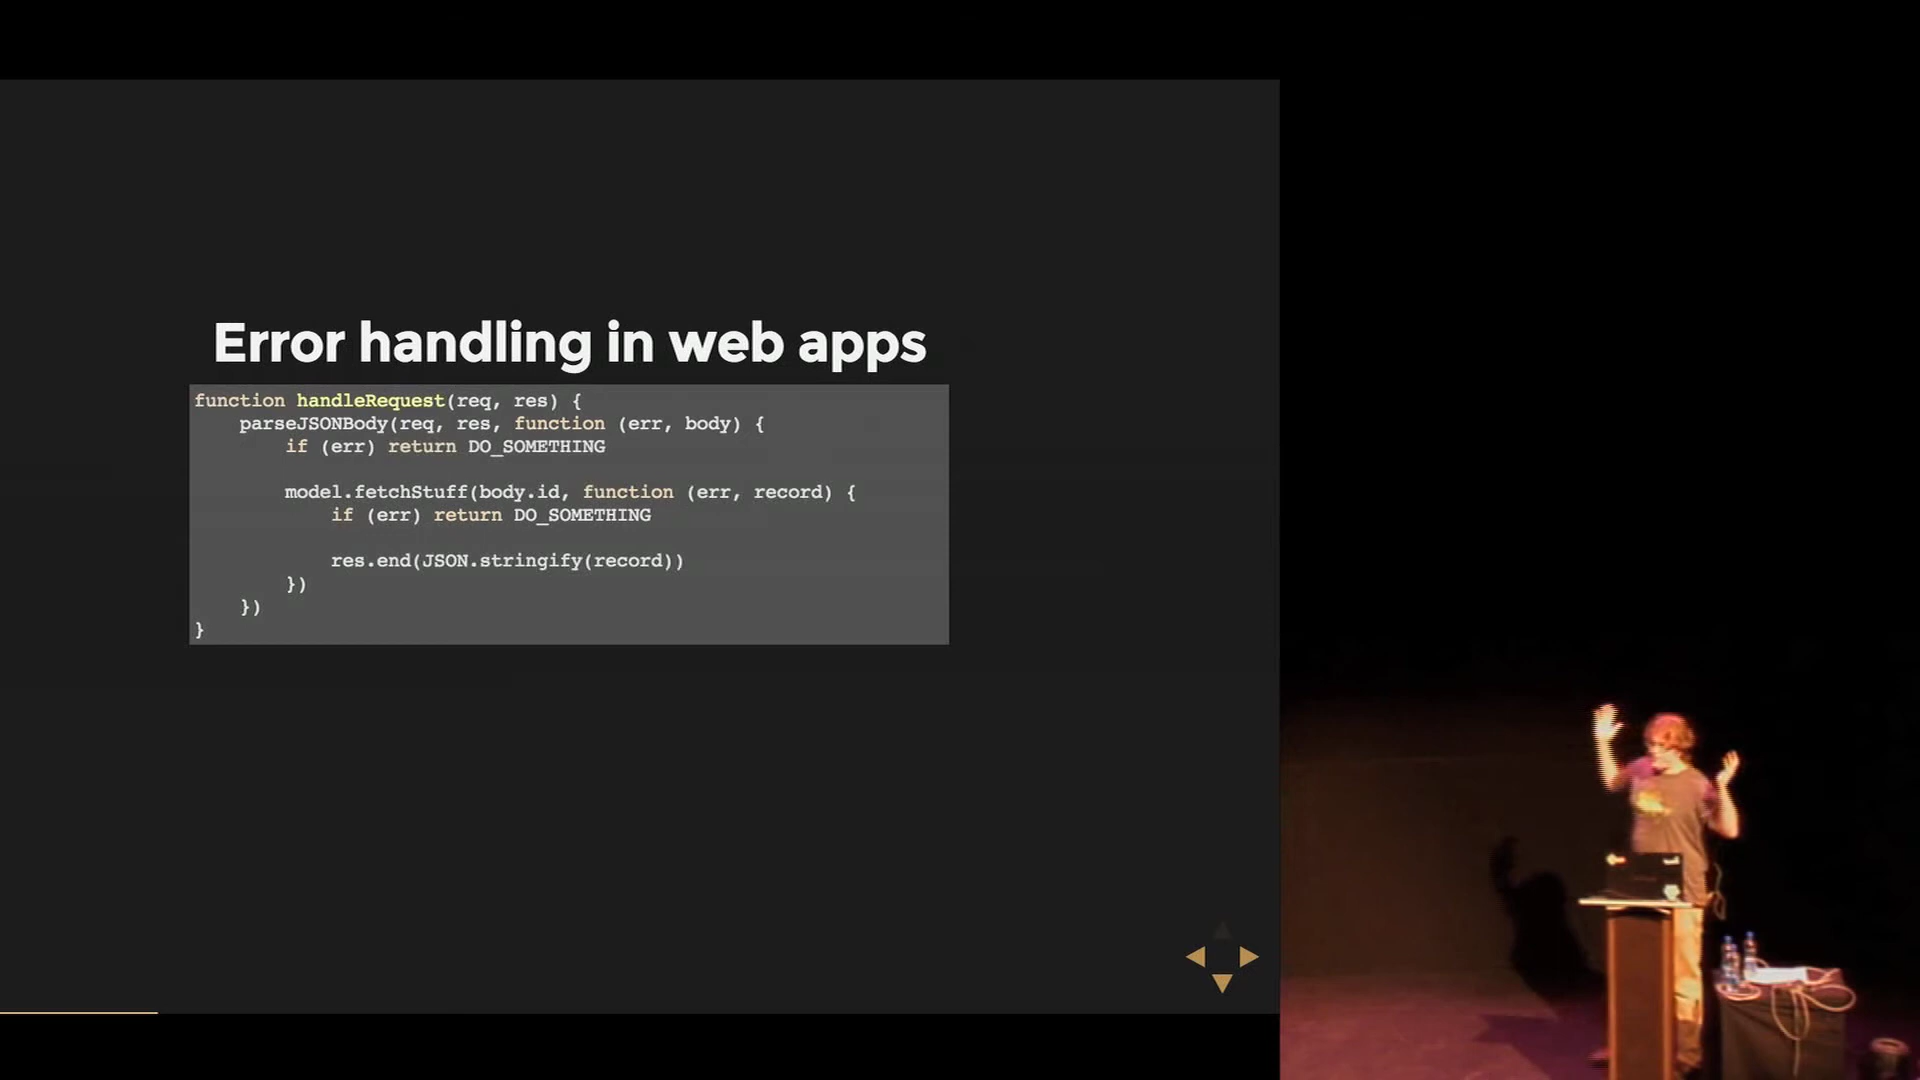 Error handling in web apps
function handleRequest(req, res) {
    parseJSONBody(req, res, function (err, body) {
        if (err) return DO_SOMETHING
        model.fetchStuff(body.id, function (err, record) {
            if (err) return DO_SOMETHING
            res.end(JSON.stringify(record))
        })
    })
}